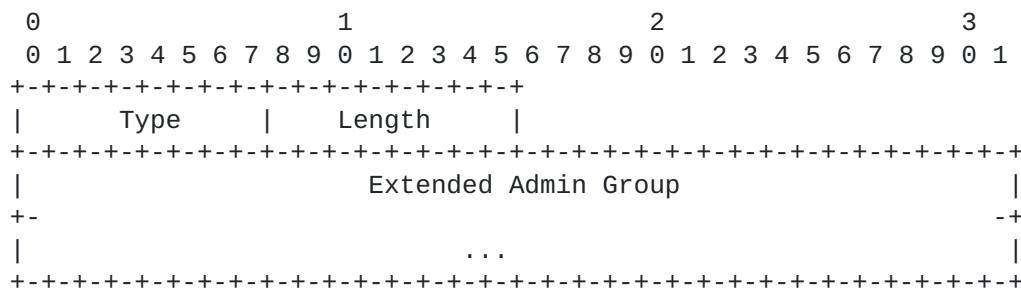 0                   1                   2                   3
 0 1 2 3 4 5 6 7 8 9 0 1 2 3 4 5 6 7 8 9 0 1 2 3 4 5 6 7 8 9 0 1
+-+-+-+-+-+-+-+-+-+-+-+-+-+-+-+-+
|      Type     |    Length     |
+-+-+-+-+-+-+-+-+-+-+-+-+-+-+-+-+-+-+-+-+-+-+-+-+-+-+-+-+-+-+-+-+
|                      Extended Admin Group                     |
+-                                                             -+
|                            ...                                |
+-+-+-+-+-+-+-+-+-+-+-+-+-+-+-+-+-+-+-+-+-+-+-+-+-+-+-+-+-+-+-+-+